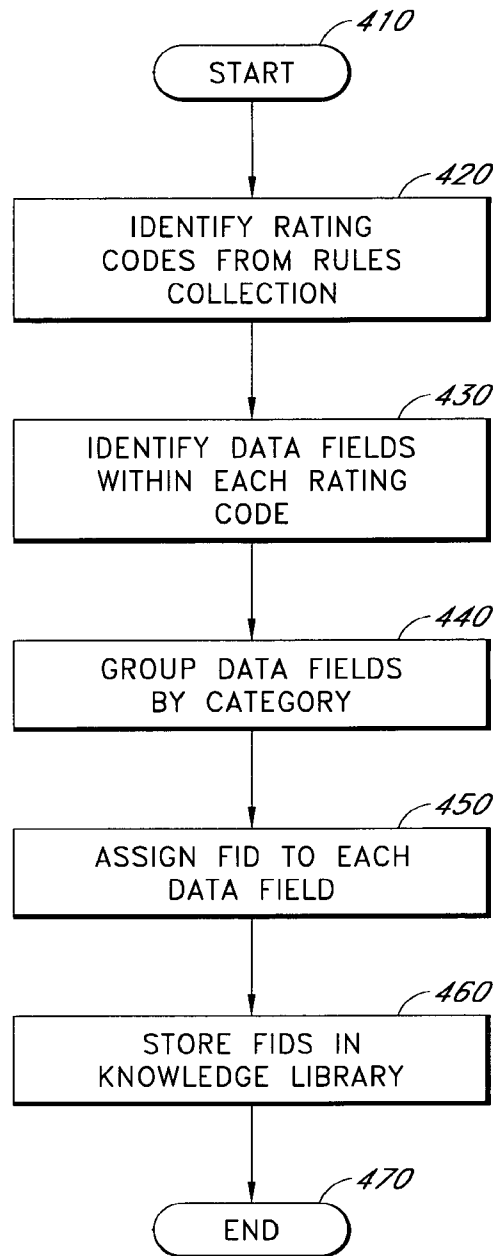 410
START
420
IDENTIFY RATING
CODES FROM RULES
COLLECTION
430
IDENTIFY DATA FIELDS
WITHIN EACH RATING
CODE
440
GROUP DATA FIELDS
BY CATEGORY
450
ASSIGN FID TO EACH
DATA FIELD
460
STORE FIDS IN
KNOWLEDGE LIBRARY
470
END